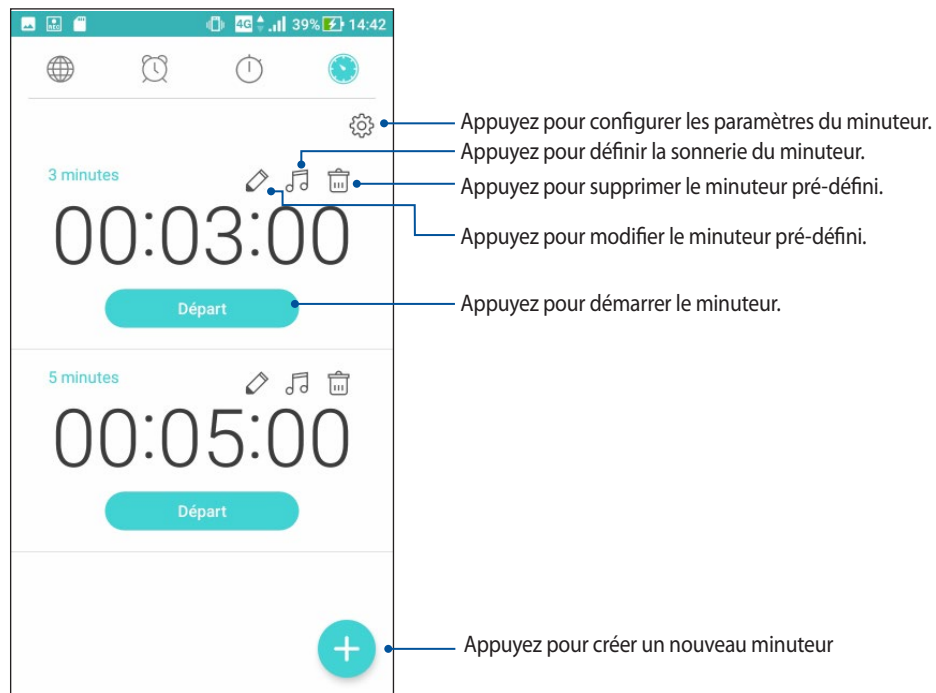 4G 39% 14:42
Appuyez pour configurer les paramètres du minuteur.
Appuyez pour définir la sonnerie du minuteur.
3 minutes
Appuyez pour supprimer le minuteur pré-défini.
00:03:00
Appuyez pour modifier le minuteur pré-défini.
Départ
Appuyez pour démarrer le minuteur.
5 minutes
00:05:00
Départ
Appuyez pour créer un nouveau minuteur